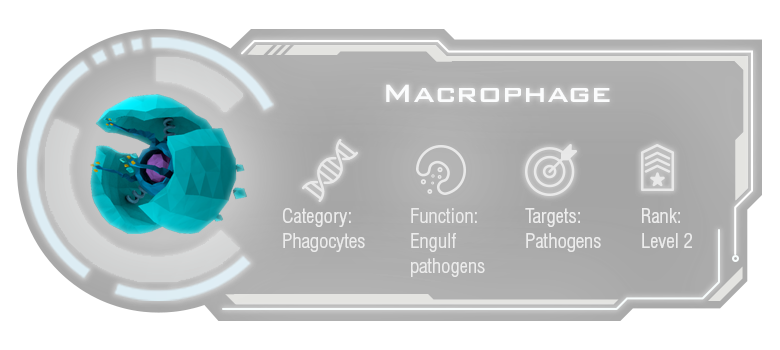 MACROPHAGE
Category:
Phagocytes
Function:
Engulf
pathogens
Targets:
Pathogens
Rank:
Level 2